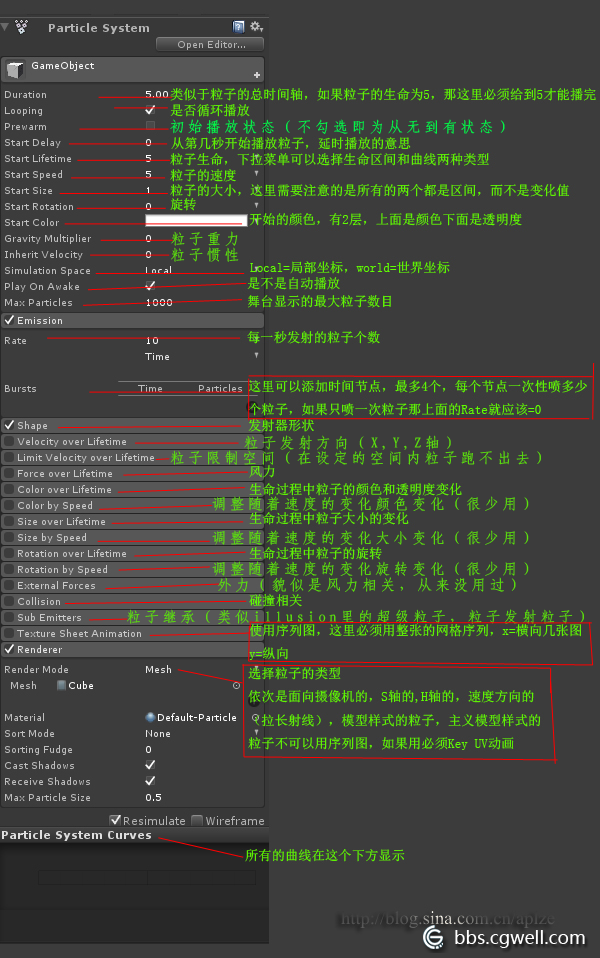 Particle System
Open Editor...
GameObject
Duration 5.00 类似于粒子的总时间轴，如果粒子的生命为5，那这里必须给到5才能播完
Looping 是否循环播放
Prewarm 初始播放状态（不勾选即为从无到有状态）
Start Delay 0 从第几秒开始播放粒子，延时播放的意思
Start Lifetime 5 粒子生命，下拉菜单可以选择生命区间和曲线两种类型
Start Speed 5 粒子的速度
Start Size 1 粒子的大小，这里需要注意的是所有的两个都是区间，而不是变化值
Start Rotation 0 旋转
Start Color 开始的颜色，有2层，上面是颜色下面是透明度
Gravity Multiplier 0 粒子重力
Inherit Velocity 0 粒子惯性
Simulation Space Local Local=局部坐标，world=世界坐标
Play On Awake 是不是自动播放
Max Particles 1000 舞台显示的最大粒子数目
Emission
Rate 10 每一秒发射的粒子个数
Time
Bursts Time Particles 这里可以添加时间节点，最多4个，每个节点一次性喷多少
个粒子，如果只喷一次粒子那上面的Rate就应该=0
Shape 发射器形状
Velocity over Lifetime 粒子发射方向（X,Y,Z轴）
Limit Velocity over Lifetime 粒子限制空间（在设定的空间内粒子跑不出去）
Force over Lifetime 风力
Color over Lifetime 生命过程中粒子的颜色和透明度变化
Color by Speed 调整随着速度的变化颜色变化（很少用）
Size over Lifetime 生命过程中粒子大小的变化
Size by Speed 调整随着速度的变化大小变化（很少用）
Rotation over Lifetime 生命过程中粒子的旋转
Rotation by Speed 调整随着速度的变化旋转变化（很少用）
External Forces 外力（貌似是风力相关，从来没用过）
Collision 碰撞相关
Sub Emitters 粒子继承（类似illusion里的超级粒子，粒子发射粒子）
Texture Sheet Animation 使用序列图，这里必须用整张的网格序列，x=横向几张图
y=纵向
Renderer
Render Mode Mesh 选择粒子的类型
Mesh Cube 依次是面向摄像机的，S轴的,H轴的，速度方向的
Material Default-Particle （拉长射线），模型样式的粒子，主义模型样式的
Sort Mode None
粒子不可以用序列图，如果用必须Key UV动画
Sorting Fudge 0
Cast Shadows
Receive Shadows
Max Particle Size 0.5
Resimulate Wireframe
Particle System Curves
所有的曲线在这个下方显示
http://blog.sina.com.cn/apize
bbs.cgwell.com